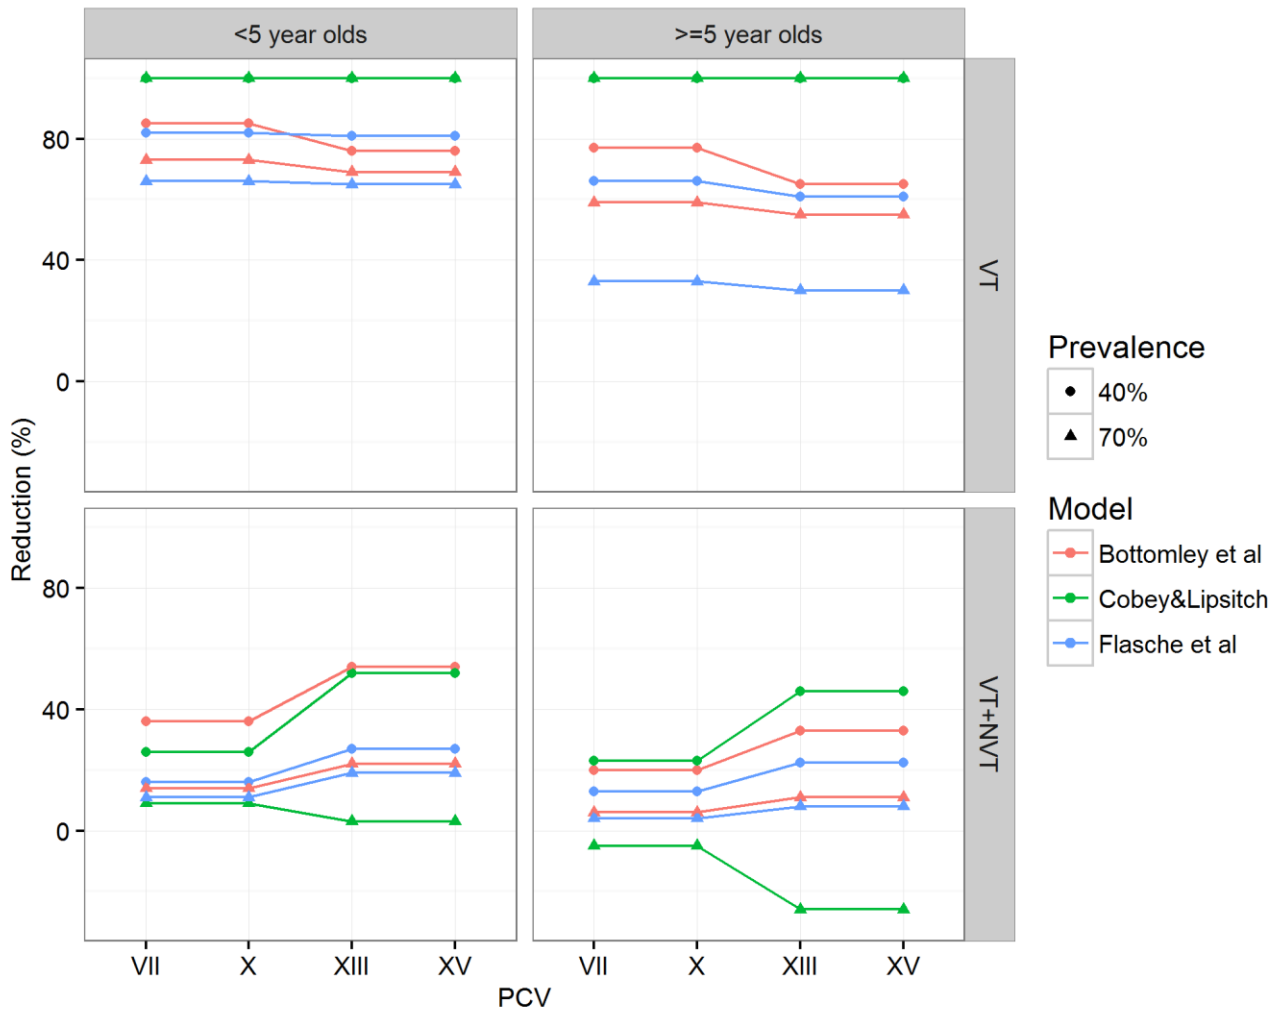 <5 year olds
>=5 year olds
80
40
0
VT
80
40
0
VT+NVT
Reduction (%)
VII X XIII XV
VII X XIII XV
PCV
Prevalence
40%
70%
Model
Bottomley et al
Cobey&Lipsitch
Flasche et al